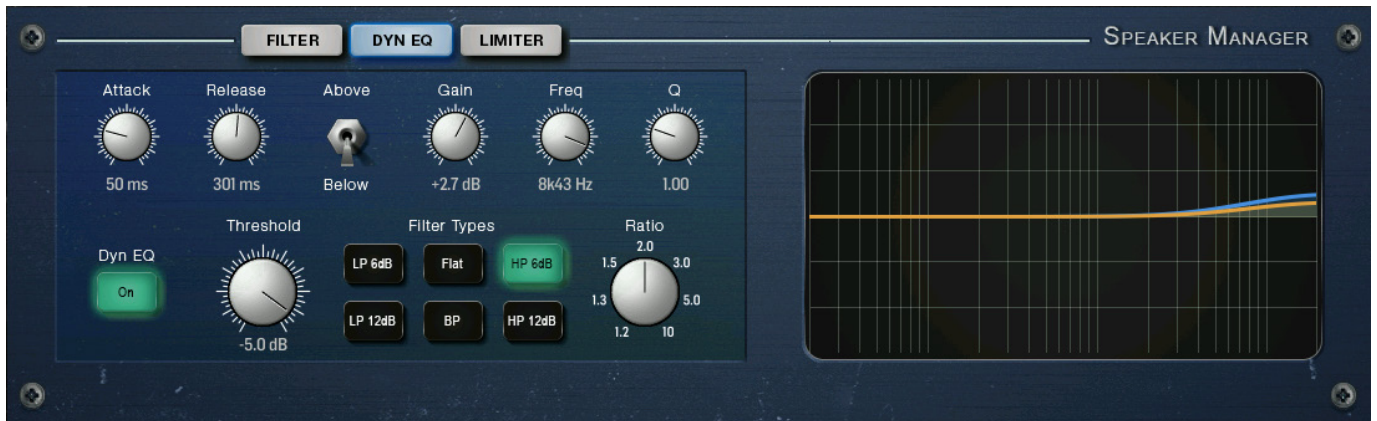 FILTER DYN EQ LIMITER SPEAKER MANAGER
Attack Release Above Gain Freq Q
50 ms 301 ms Below +2.7 dB 8k43 Hz 1.00
Threshold Filter Types Ratio
2.0
Dyn EQ LP 6dB Flat HP 6dB 1.5 3.0
On 1.3 5.0
LP 12dB BP HP 12dB 1.2 10
-5.0 dB